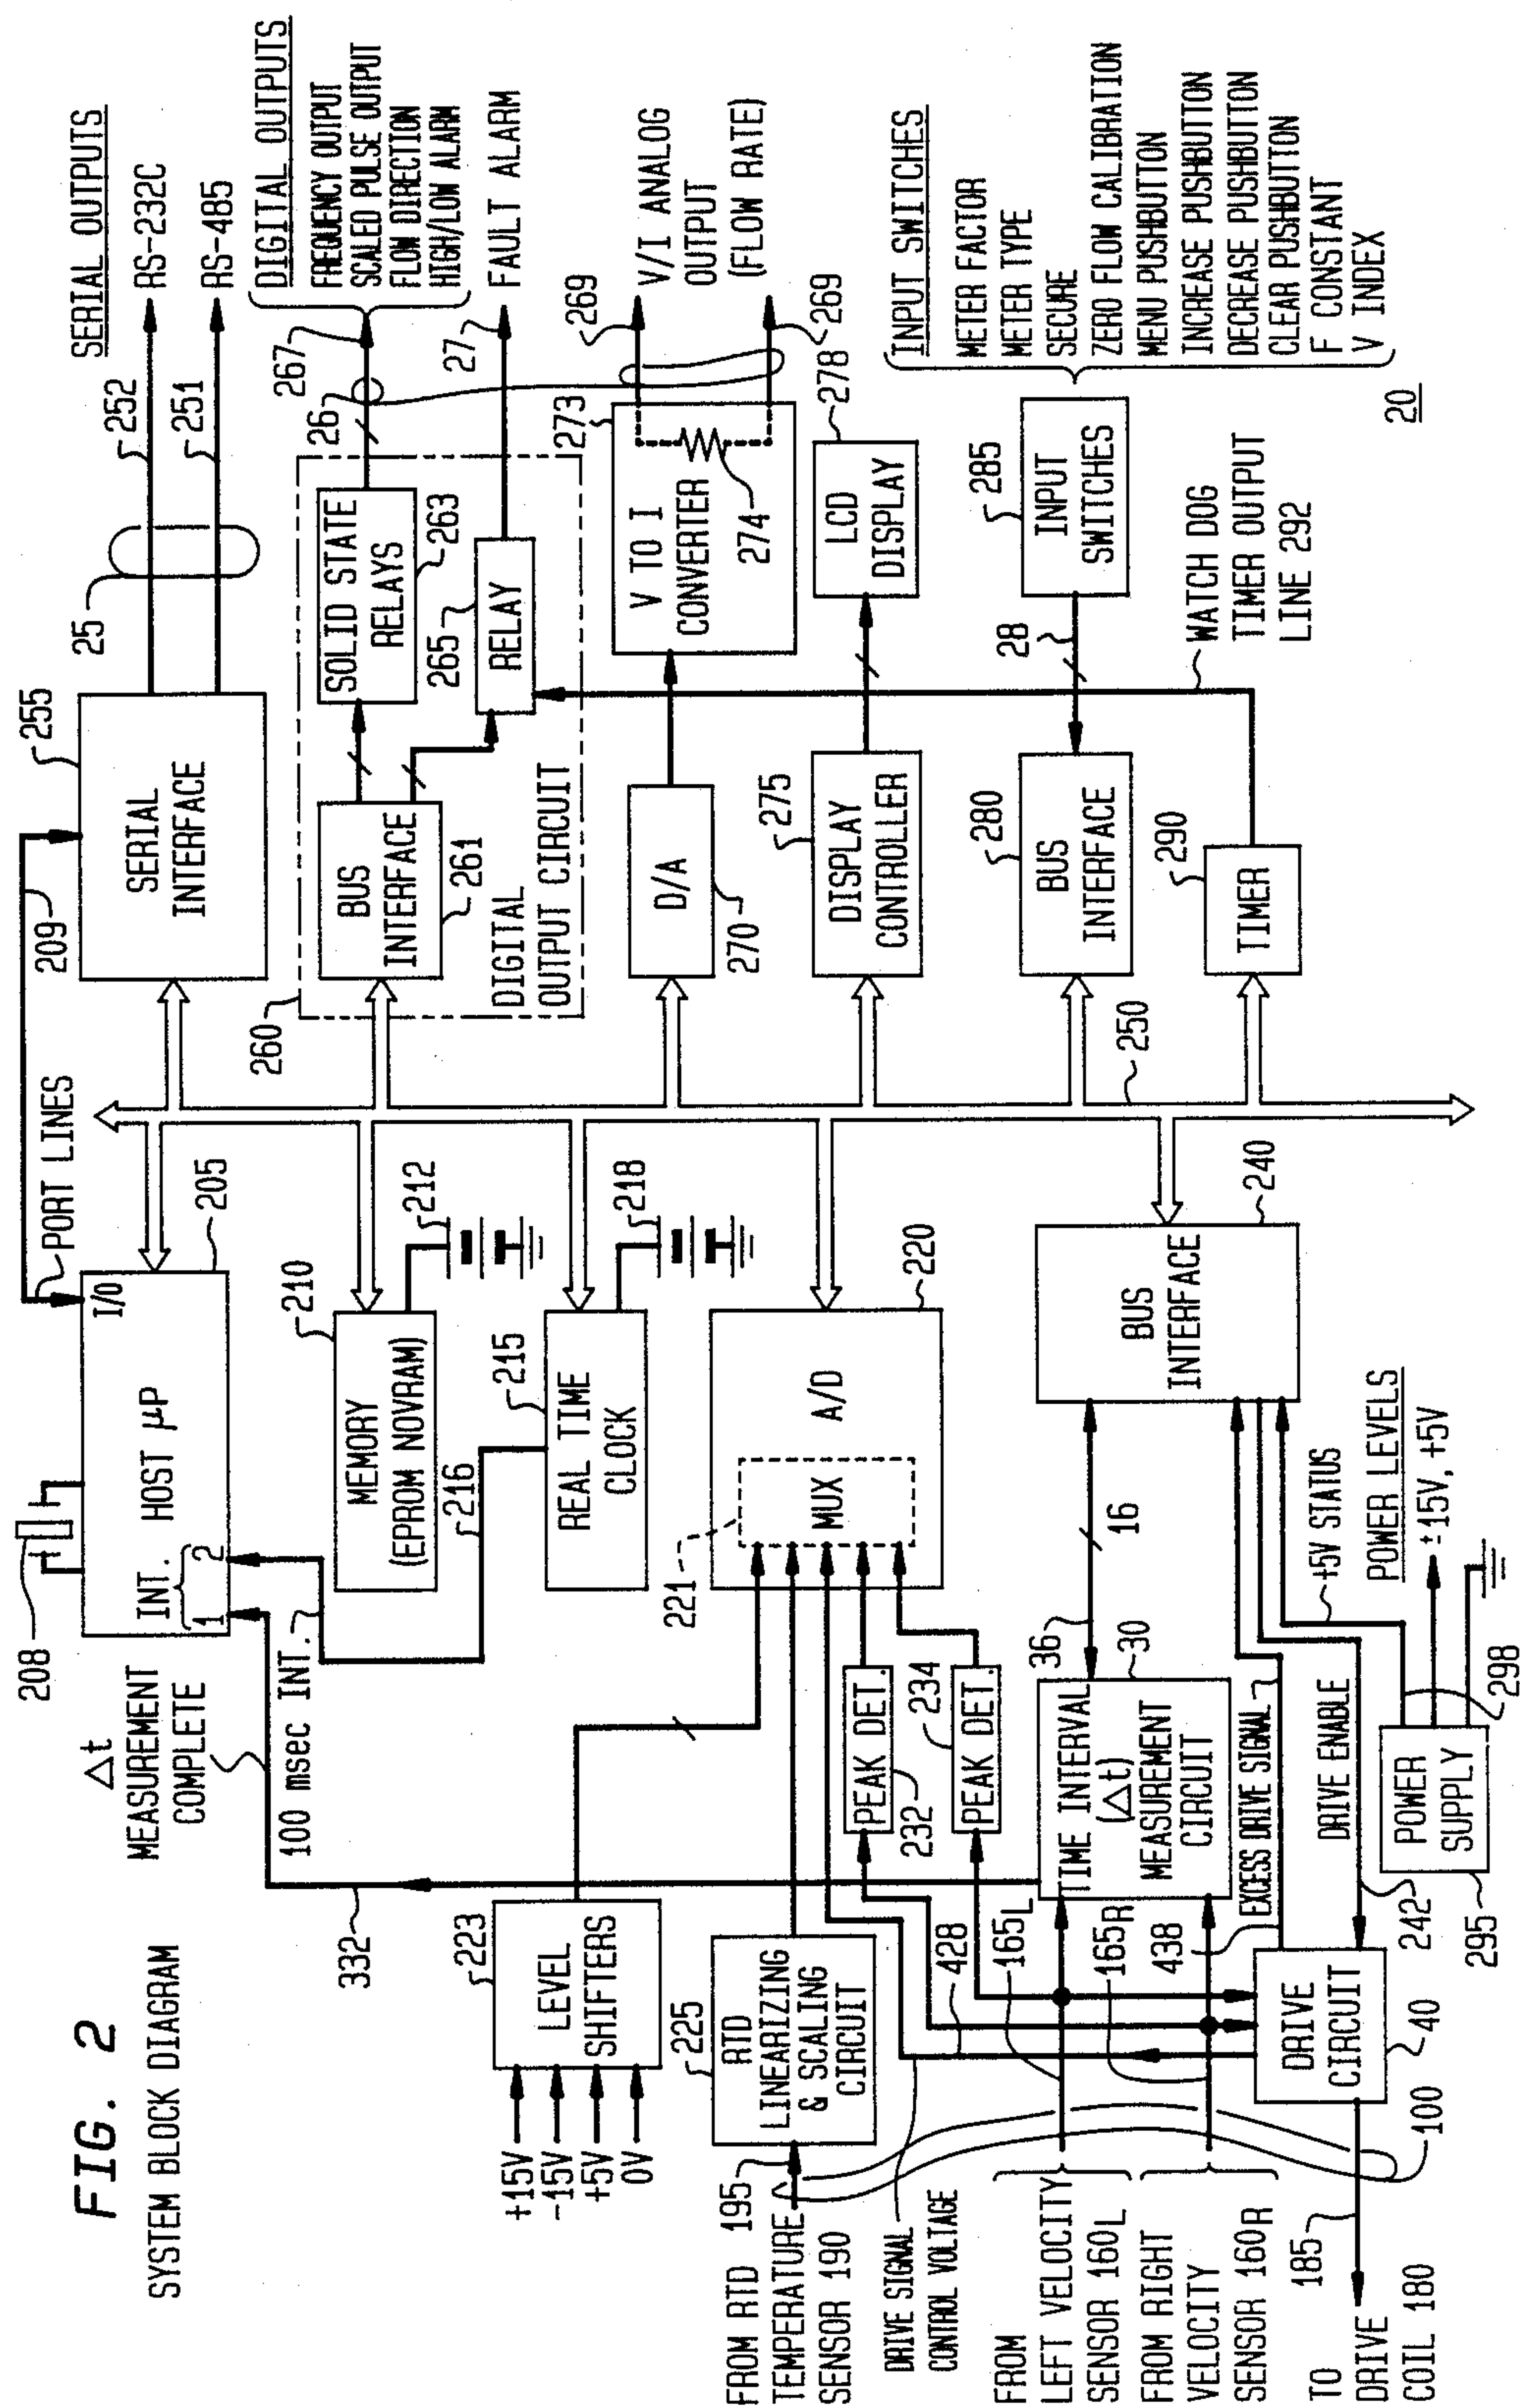 FIG. 2
SYSTEM BLOCK DIAGRAM
208
Δt
MEASUREMENT
COMPLETE
100 msec INT.
332
HOST μP
INT.
1
2
I/O
205
PORT LINES
209
MEMORY
(EPROM NOVRAM)
210
212
216
REAL TIME
CLOCK
215
218
+15V
-15V
+5V
0V
LEVEL
SHIFTERS
223
A/D
MUX
220
221
FROM RTD
TEMPERATURE
SENSOR 190
195
RTD
LINEARIZING
& SCALING
CIRCUIT
225
DRIVE SIGNAL
CONTROL VOLTAGE
428
PEAK DET.
232
PEAK DET.
234
FROM
LEFT VELOCITY
SENSOR 160L
165L
FROM RIGHT
VELOCITY
SENSOR 160R
165R
TIME INTERVAL
(Δt)
MEASUREMENT
CIRCUIT
30
36
16
BUS
INTERFACE
240
438
EXCESS DRIVE SIGNAL
DRIVE ENABLE
242
+5V STATUS
POWER LEVELS
±15V, +5V
298
POWER
SUPPLY
295
DRIVE
CIRCUIT
40
100
185
TO
DRIVE
COIL 180
250
SERIAL
INTERFACE
255
25
252
251
SERIAL OUTPUTS
RS-232C
RS-485
260
DIGITAL
OUTPUT CIRCUIT
BUS
INTERFACE
261
SOLID STATE
RELAYS
263
265
RELAY
26
267
DIGITAL OUTPUTS
FREQUENCY OUTPUT
SCALED PULSE OUTPUT
FLOW DIRECTION
HIGH/LOW ALARM
27
FAULT ALARM
D/A
270
V TO I
CONVERTER
273
274
269
269
V/I ANALOG
OUTPUT
(FLOW RATE)
DISPLAY
CONTROLLER
275
LCD
DISPLAY
278
BUS
INTERFACE
280
28
INPUT
SWITCHES
285
INPUT SWITCHES
METER FACTOR
METER TYPE
SECURE
ZERO FLOW CALIBRATION
MENU PUSHBUTTON
INCREASE PUSHBUTTON
DECREASE PUSHBUTTON
CLEAR PUSHBUTTON
F CONSTANT
V INDEX
TIMER
290
WATCH DOG
TIMER OUTPUT
LINE 292
20